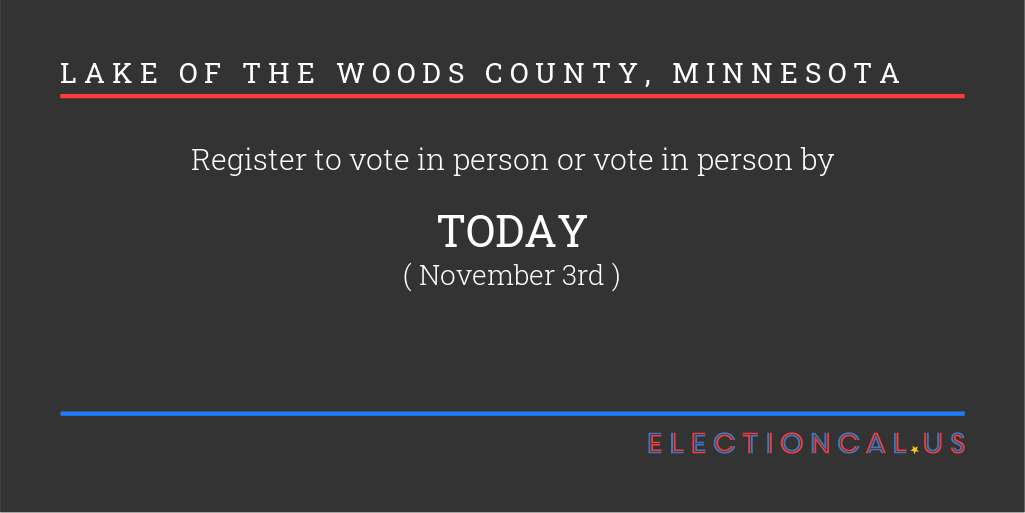 LAKE OF THE WOODS COUNTY, MINNESOTA
Register to vote in person or vote in person by
TODAY
( November 3rd )
ELECTIONCAL.US